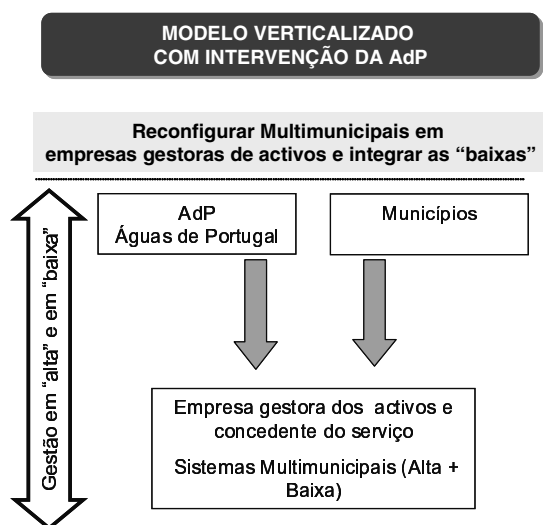 MODELO VERTICALIZADO
COM INTERVENÇÃO DA AdP
Reconfigurar Multimunicipais em
empresas gestoras de activos e integrar as “baixas”
Gestão em “alta” e em “baixa”
AdP
Águas de Portugal
Municípios
Empresa gestora dos activos e
concedente do serviço
Sistemas Multimunicipais (Alta +
Baixa)